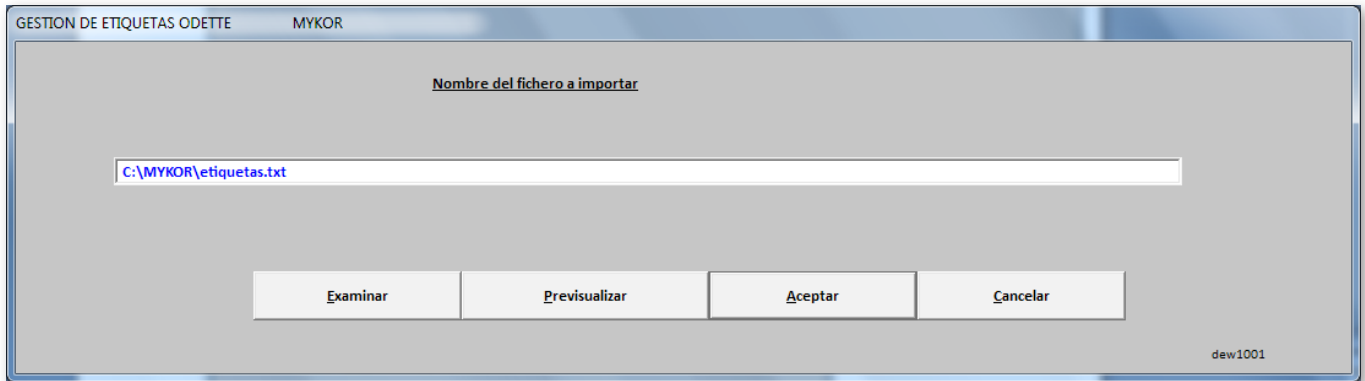 GESTION DE ETIQUETAS ODETTE MYKOR
Nombre del fichero a importar
C:\MYKOR\etiquetas.txt
Examinar Previsualizar Aceptar Cancelar
dew1001